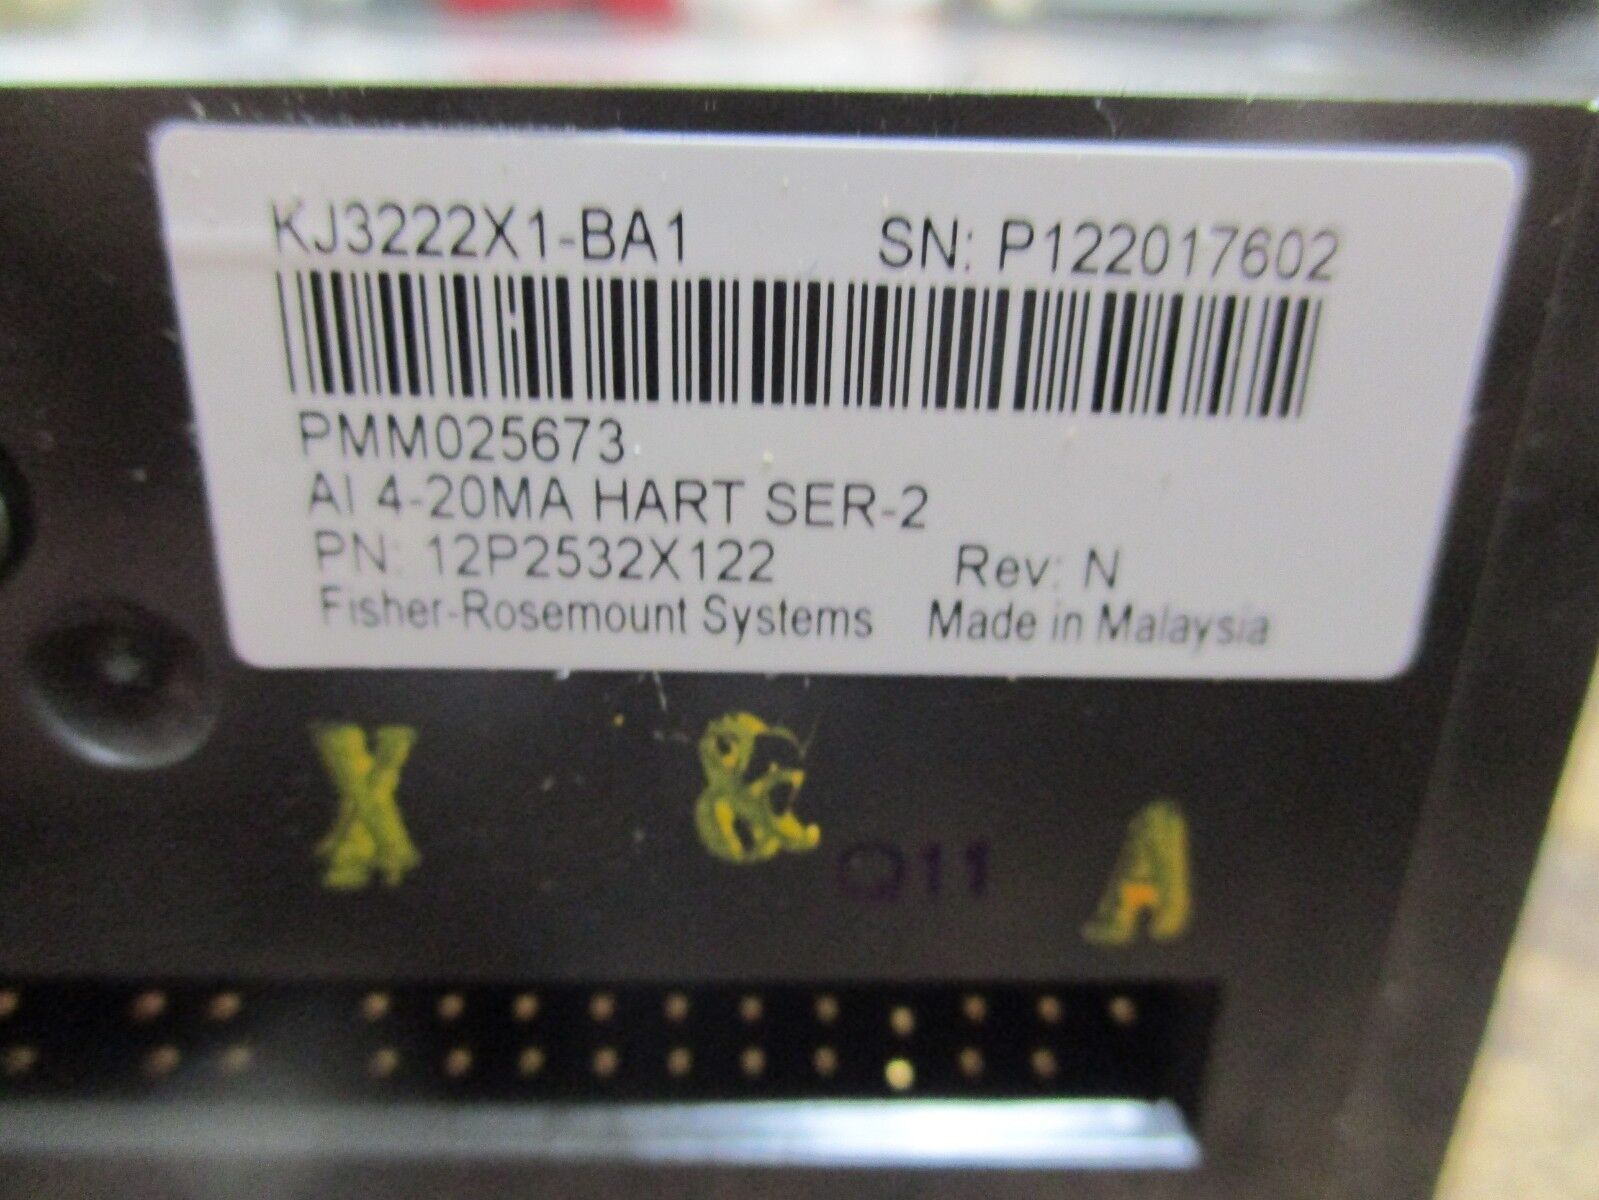 KJ3222X1-BA1 SN: P122017602
PMM025673
AI 4-20MA HART SER-2
PN: 12P2532X122 Rev: N
Fisher-Rosemount Systems Made in Malaysia
X & A
Q11